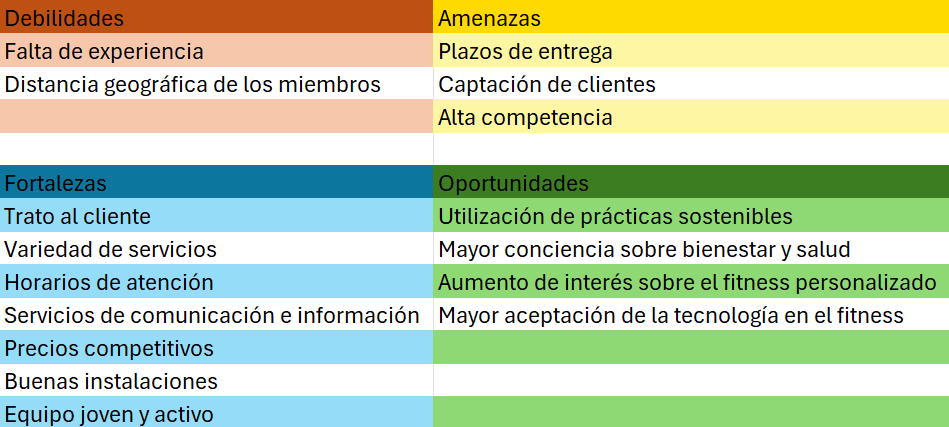 Debilidades
Amenazas
Falta de experiencia
Plazos de entrega
Distancia geográfica de los miembros
Captación de clientes
Alta competencia
Fortalezas
Oportunidades
Trato al cliente
Utilización de prácticas sostenibles
Variedad de servicios
Mayor conciencia sobre bienestar y salud
Horarios de atención
Aumento de interés sobre el fitness personalizado
Servicios de comunicación e información
Mayor aceptación de la tecnología en el fitness
Precios competitivos
Buenas instalaciones
Equipo joven y activo